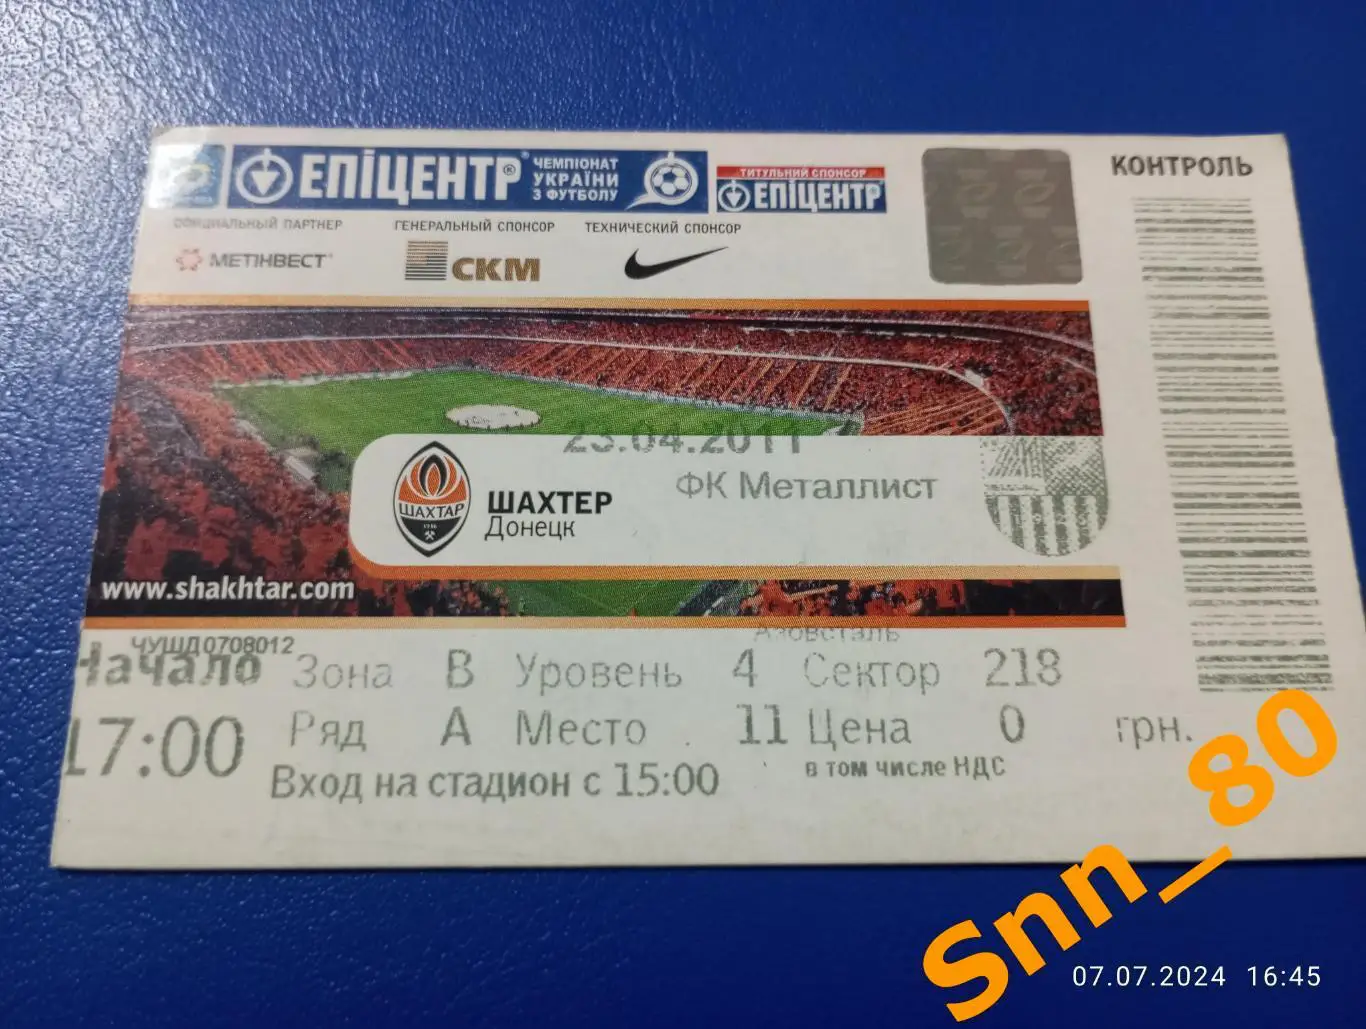 ЕПІЦЕНТР® ЧЕМПІОНАТ УКРАЇНИ З ФУТБОЛУ
ТИТУЛЬНИЙ СПОНСОР
ЕПІЦЕНТР
КОНТРОЛЬ
ОФИЦИАЛЬНЫЙ ПАРТНЕР
ГЕНЕРАЛЬНЫЙ СПОНСОР
ТЕХНИЧЕСКИЙ СПОНСОР
МЕТІНВЕСТ
СКМ
23.04.2011
ФК Металлист
ШАХТАР
1936
ШАХТЕР
Донецк
www.shakhtar.com
Азовсталь
ЧУШД0708012
Начало Зона В Уровень 4 Сектор 218
17:00 Ряд А Место 11 Цена 0 грн.
Вход на стадион с 15:00
в том числе НДС
Snn_80
07.07.2024 16:45